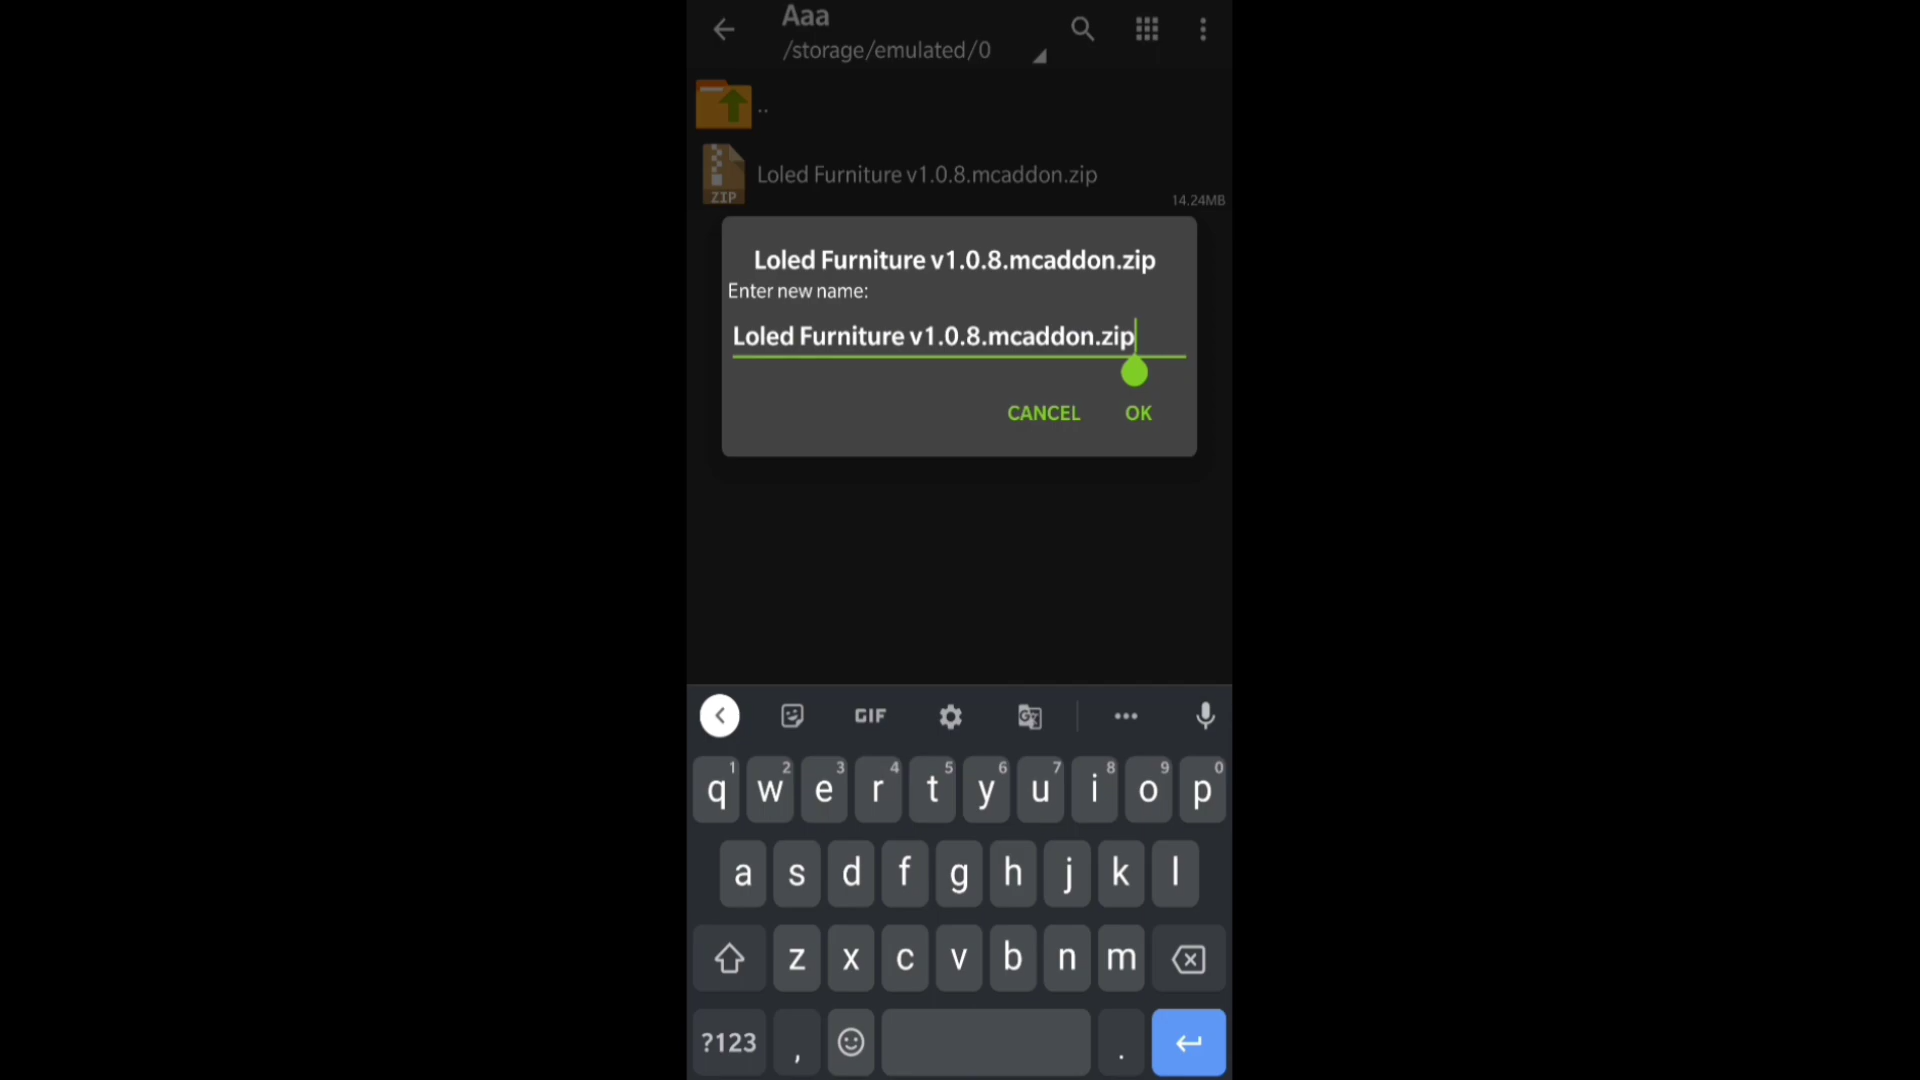 Aaa
/storage/emulated/0
..
Loled Furniture v1.0.8.mcaddon.zip
ZIP
14.24MB
Loled Furniture v1.0.8.mcaddon.zip
Enter new name:
Loled Furniture v1.0.8.mcaddon.zip
CANCEL OK
GIF
1 2 3 4 5 6 7 8 9 0
q w e r t y u i o p
a s d f g h j k l
z x c v b n m
?123 , .